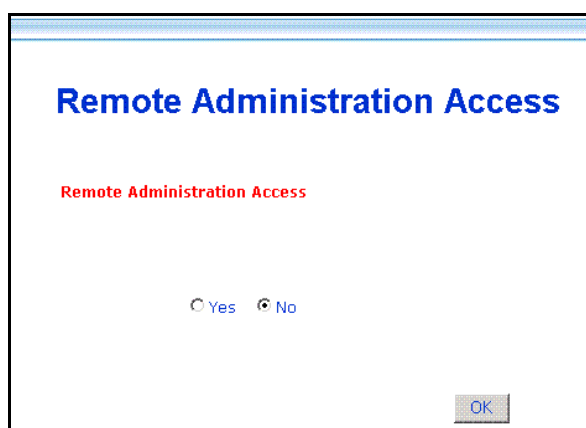 Remote Administration Access
Remote Administration Access
Yes No
OK